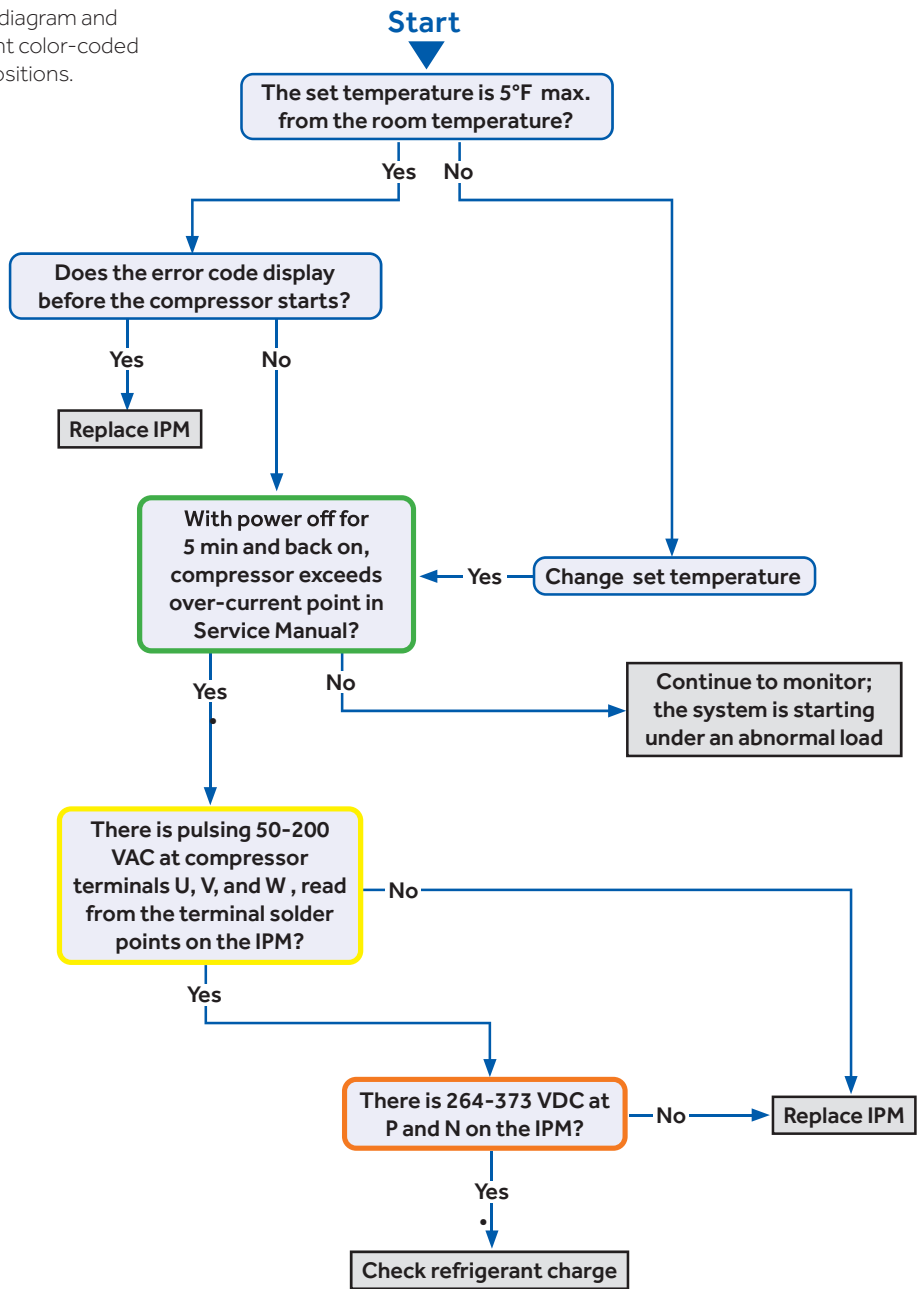 diagram and
nt color-coded
ositions.
Start
The set temperature is 5°F max.
from the room temperature?
Yes
No
Does the error code display
before the compressor starts?
Yes
No
Replace IPM
With power off for
5 min and back on,
compressor exceeds
over-current point in
Service Manual?
Yes
Change set temperature
Yes
No
Continue to monitor;
the system is starting
under an abnormal load
There is pulsing 50-200
VAC at compressor
terminals U, V, and W , read
from the terminal solder
points on the IPM?
No
Yes
There is 264-373 VDC at
P and N on the IPM?
No
Replace IPM
Yes
Check refrigerant charge